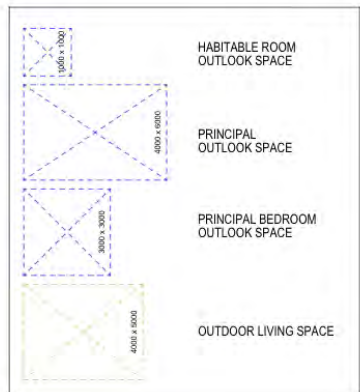 1000 x 1000
HABITABLE ROOM
OUTLOOK SPACE
4000 x 6000
PRINCIPAL
OUTLOOK SPACE
3000 x 3000
PRINCIPAL BEDROOM
OUTLOOK SPACE
4000 x 5000
OUTDOOR LIVING SPACE